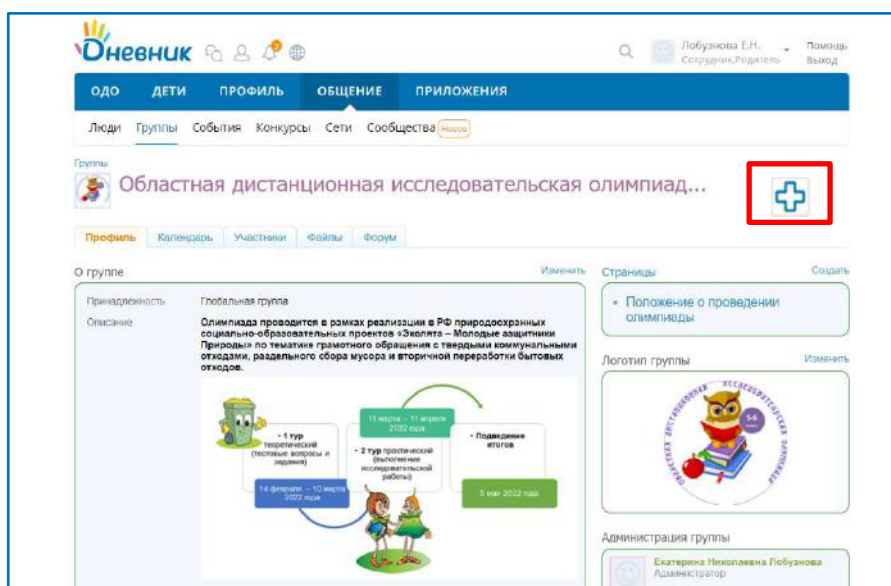 Дневник
Лобузнова Е.Н.
Сотрудник, Родитель
Помощь
Выход
ОДО ДЕТИ ПРОФИЛЬ ОБЩЕНИЕ ПРИЛОЖЕНИЯ
Люди Группы События Конкурсы Сети Сообщества Новое
Группы
Областная дистанционная исследовательская олимпиад...
Профиль Календарь Участники Файлы Форум
О группе Изменить
Принадлежность Глобальная группа
Описание Олимпиада проводится в рамках реализации в РФ природоохранных
социально-образовательных проектов «Эколята – Молодые защитники
Природы» по тематике грамотного обращения с твердыми коммунальными
отходами, раздельного сбора мусора и вторичной переработки бытовых
отходов.
• 1 тур
теоретический
(тестовые вопросы и
задания)
14 февраля – 10 марта
2022 года
11 марта – 11 апреля
2022 года
• 2 тур практический
(выполнение
исследовательской
работы)
• Подведение
итогов
5 мая 2022 года
Страницы Создать
• Положение о проведении
олимпиады
Логотип группы Изменить
ОБЛАСТНАЯ ДИСТАНЦИОННАЯ ИССЛЕДОВАТЕЛЬСКАЯ ОЛИМПИАДА
5-6
Администрация группы
Екатерина Николаевна Лобузнова
Администратор